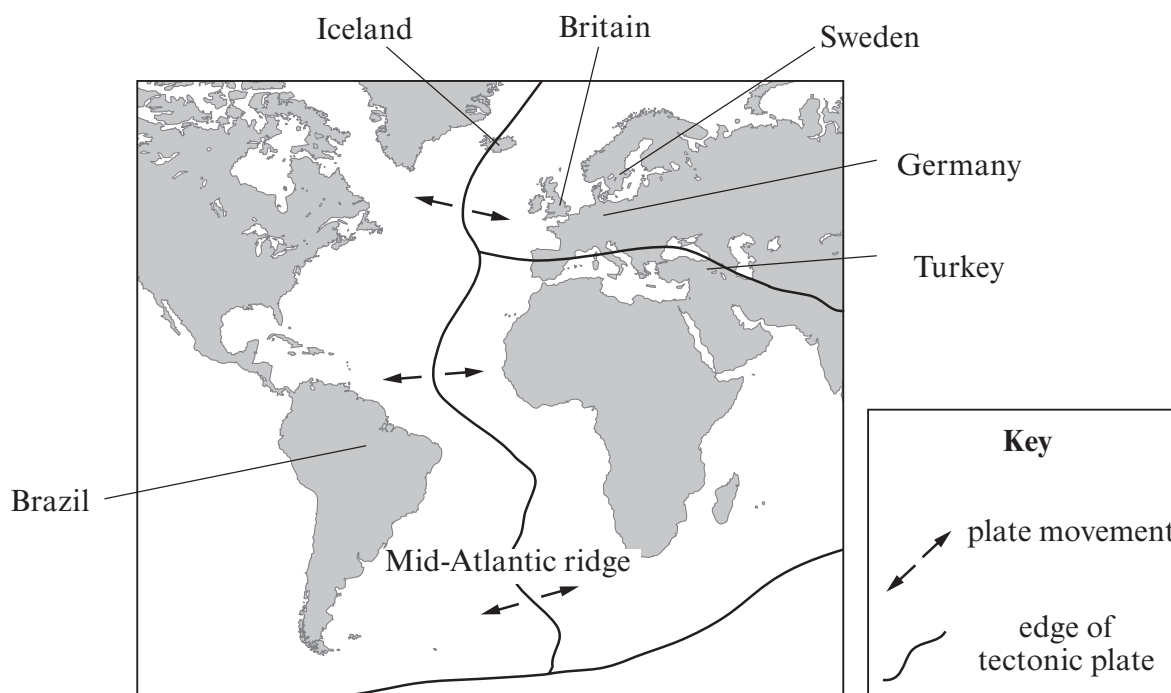 Iceland
Britain
Sweden
Germany
Turkey
Brazil
Mid-Atlantic ridge
Key
plate movement
edge of
tectonic plate